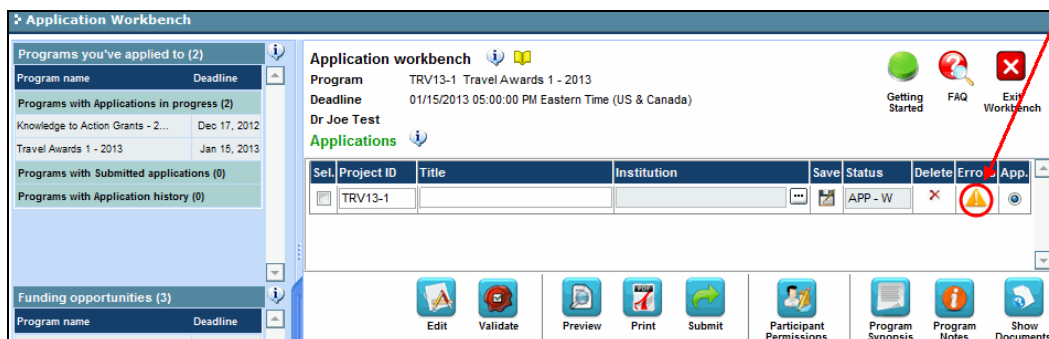 Application Workbench
Programs you've applied to (2)
Program name Deadline
Programs with Applications in progress (2)
Knowledge to Action Grants - 2... Dec 17, 2012
Travel Awards 1 - 2013 Jan 15, 2013
Programs with Submitted applications (0)
Programs with Application history (0)
Funding opportunities (3)
Program name Deadline
Application workbench
Program TRV13-1 Travel Awards 1 - 2013
Deadline 01/15/2013 05:00:00 PM Eastern Time (US & Canada)
Dr Joe Test
Applications
Getting Started
FAQ
Exit Workbench
Sel. Project ID Title Institution Save Status Delete Errors App.
TRV13-1 ... APP - W
Edit Validate Preview Print Submit Participant Permissions Program Synopsis Program Notes Show Documents